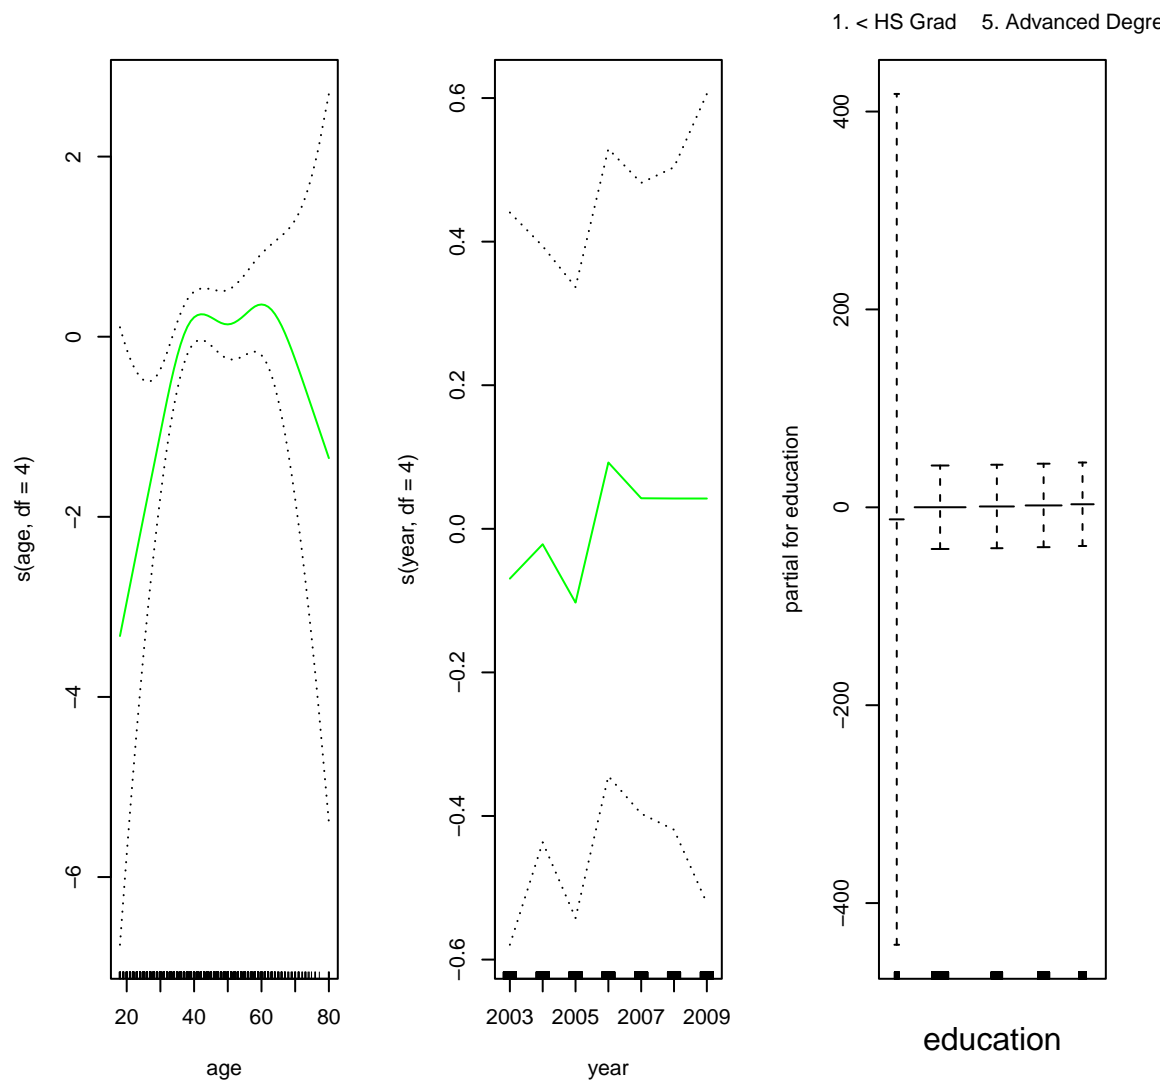 1. < HS Grad 5. Advanced Degre
s(age, df = 4)
2
0
−2
−4
−6
20 40 60 80
age
s(year, df = 4)
0.6
0.4
0.2
0.0
−0.2
−0.4
−0.6
2003 2005 2007 2009
year
partial for education
400
200
0
−200
−400
education